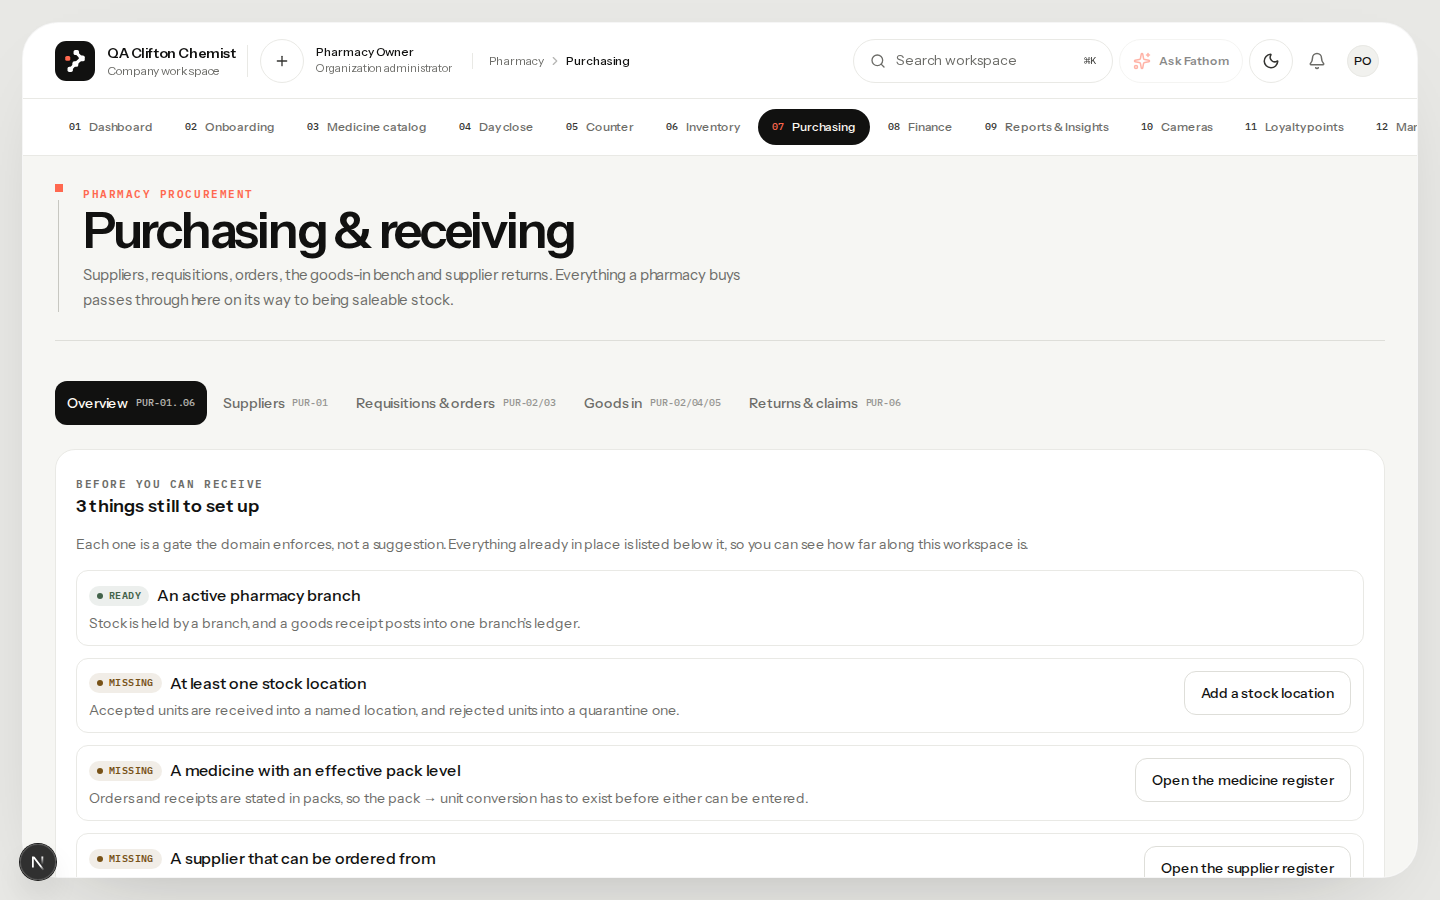 QA Clifton Chemist
Company workspace
Pharmacy Owner
Organization administrator
Pharmacy > Purchasing
Search workspace ⌘K
Ask Fathom
PO
01 Dashboard
02 Onboarding
03 Medicine catalog
04 Day close
05 Counter
06 Inventory
07 Purchasing
08 Finance
09 Reports & Insights
10 Cameras
11 Loyalty points
12 Mar
PHARMACY PROCUREMENT
Purchasing & receiving
Suppliers, requisitions, orders, the goods-in bench and supplier returns. Everything a pharmacy buys
passes through here on its way to being saleable stock.
Overview PUR-01..06
Suppliers PUR-01
Requisitions & orders PUR-02/03
Goods in PUR-02/04/05
Returns & claims PUR-06
BEFORE YOU CAN RECEIVE
3 things still to set up
Each one is a gate the domain enforces, not a suggestion. Everything already in place is listed below it, so you can see how far along this workspace is.
READY An active pharmacy branch
Stock is held by a branch, and a goods receipt posts into one branch's ledger.
MISSING At least one stock location
Accepted units are received into a named location, and rejected units into a quarantine one.
Add a stock location
MISSING A medicine with an effective pack level
Orders and receipts are stated in packs, so the pack → unit conversion has to exist before either can be entered.
Open the medicine register
MISSING A supplier that can be ordered from
Open the supplier register
N